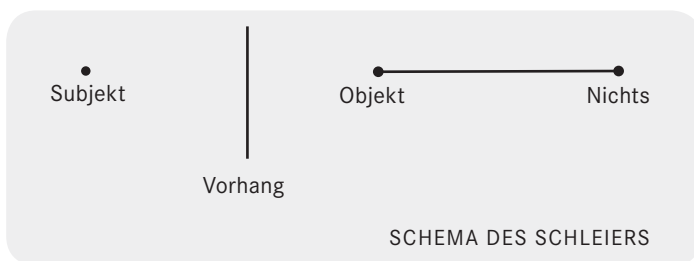 Subjekt
Objekt
Nichts
Vorhang
SCHEMA DES SCHLEIERS